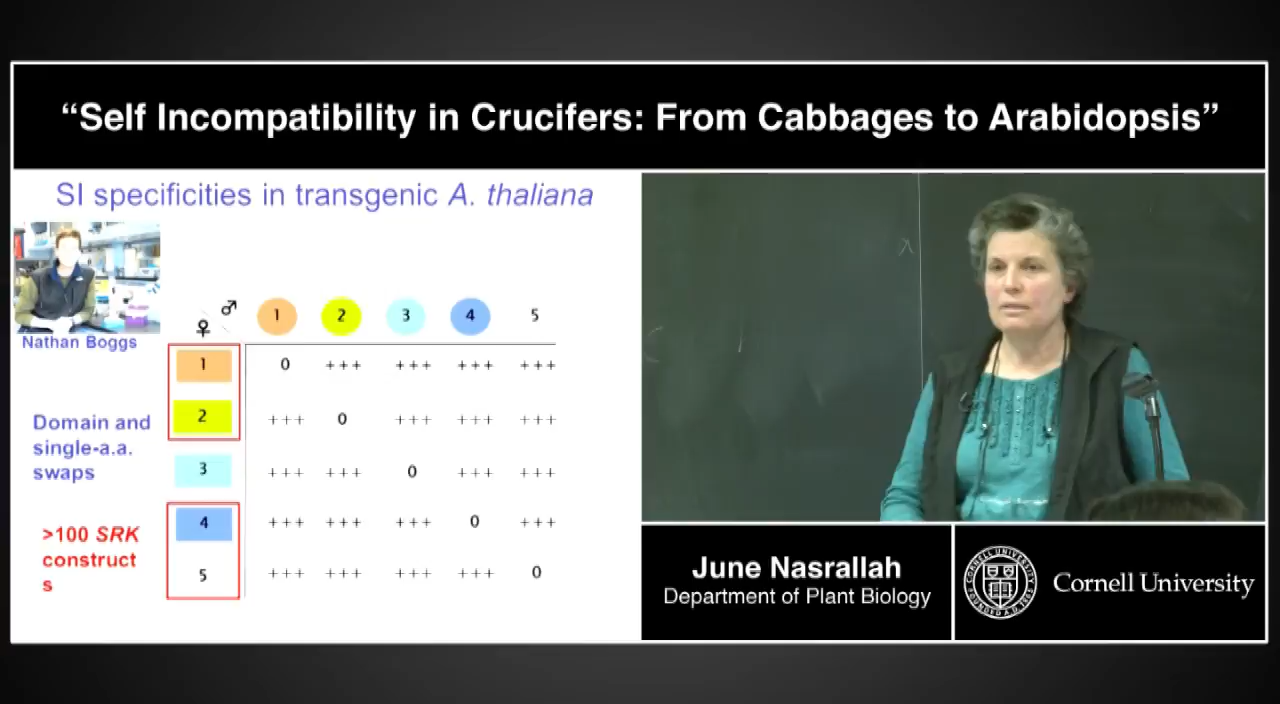 “Self Incompatibility in Crucifers: From Cabbages to Arabidopsis”
SI specificities in transgenic A. thaliana
Nathan Boggs
Domain and
single-a.a.
swaps
>100 SRK
construct
s
♀ ♂ 1 2 3 4 5
1 0 +++ +++ +++ +++
2 +++ 0 +++ +++ +++
3 +++ +++ 0 +++ +++
4 +++ +++ +++ 0 +++
5 +++ +++ +++ +++ 0
June Nasrallah
Department of Plant Biology
Cornell University